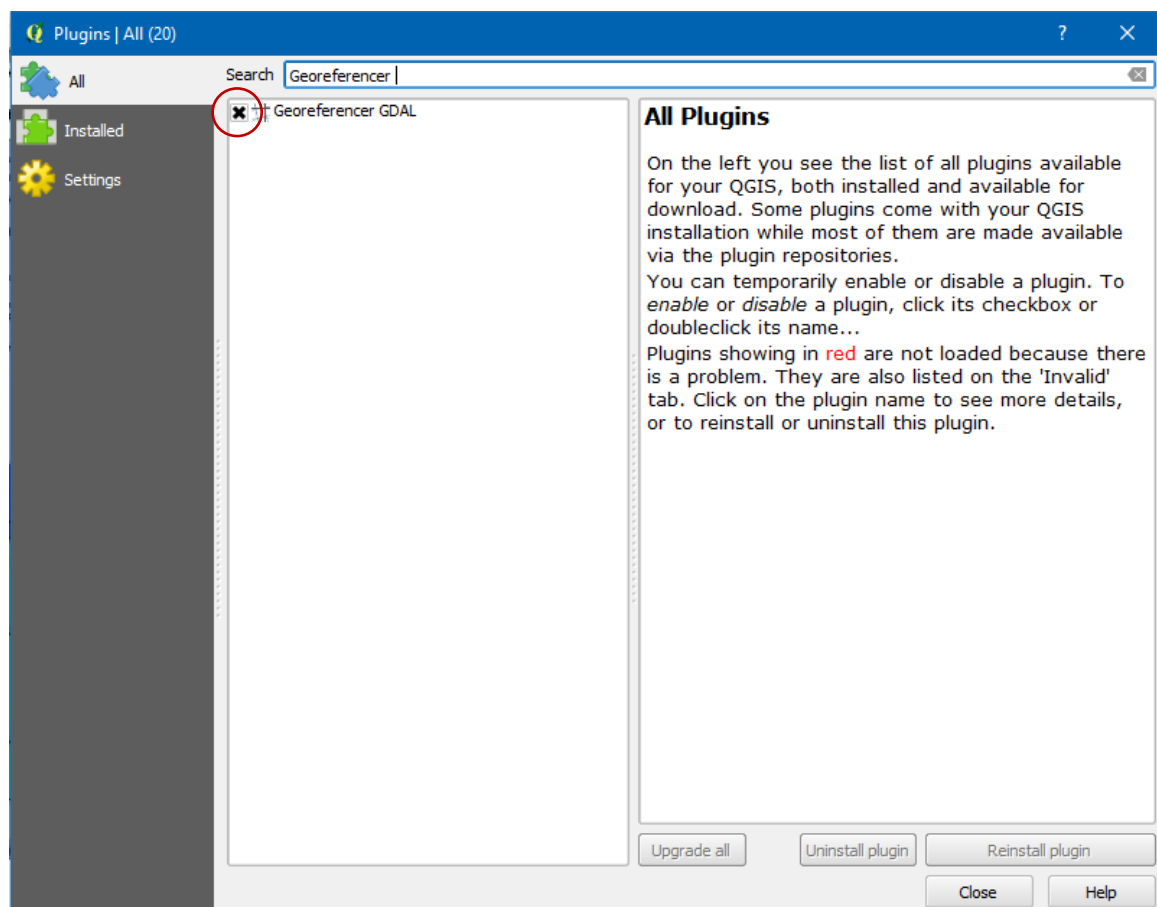 Plugins | All (20)
?
All
Installed
Settings
Search Georeferencer
Georeferencer GDAL
All Plugins
On the left you see the list of all plugins available
for your QGIS, both installed and available for
download. Some plugins come with your QGIS
installation while most of them are made available
via the plugin repositories.
You can temporarily enable or disable a plugin. To
enable or disable a plugin, click its checkbox or
doubleclick its name...
Plugins showing in red are not loaded because there
is a problem. They are also listed on the 'Invalid'
tab. Click on the plugin name to see more details,
or to reinstall or uninstall this plugin.
Upgrade all
Uninstall plugin
Reinstall plugin
Close
Help